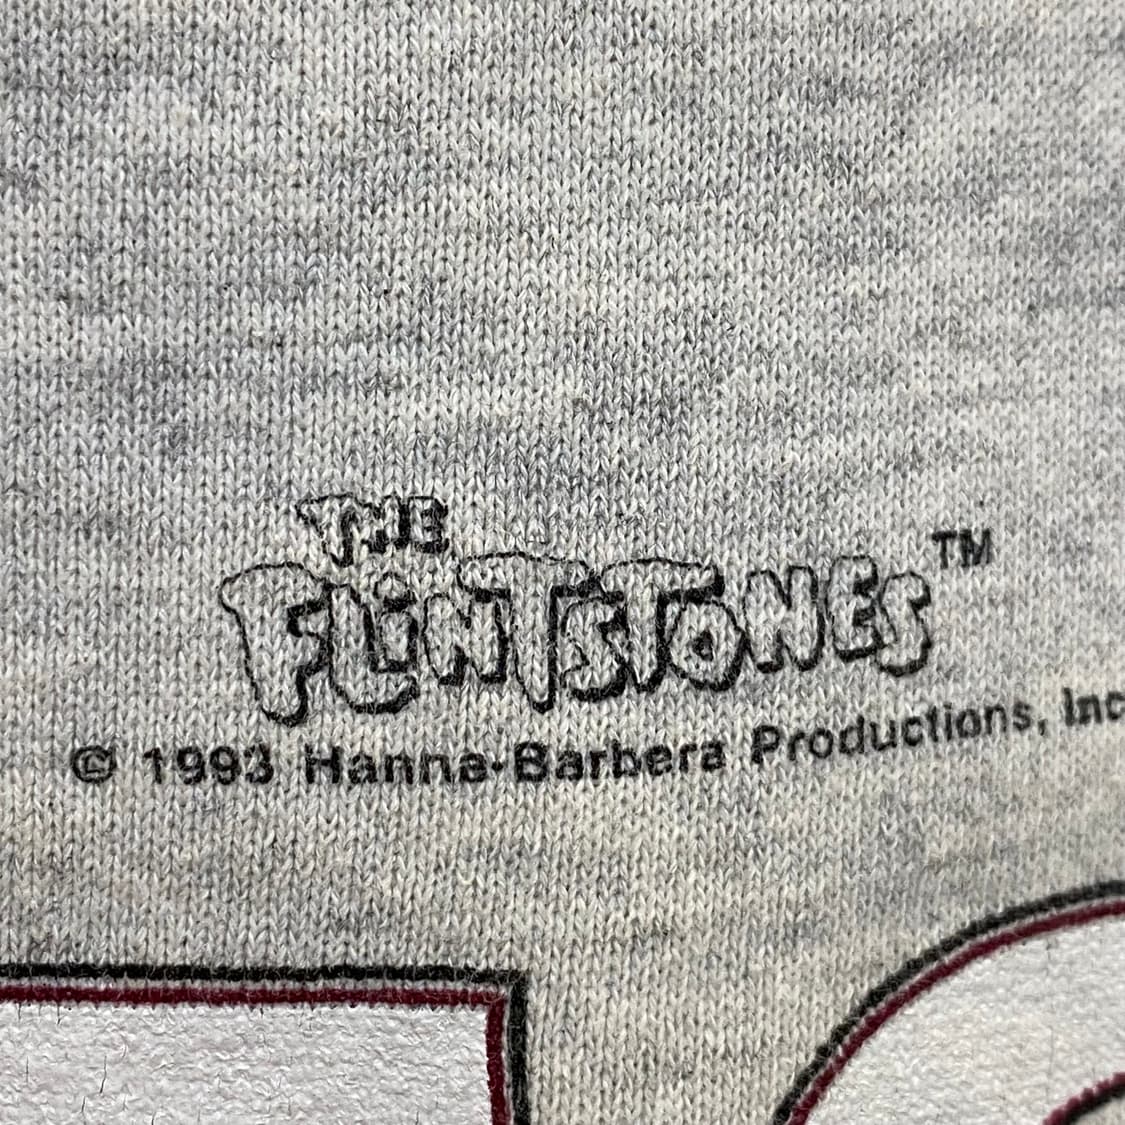 THE
FLiNTSTONES™
© 1993 Hanna-Barbera Productions, Inc